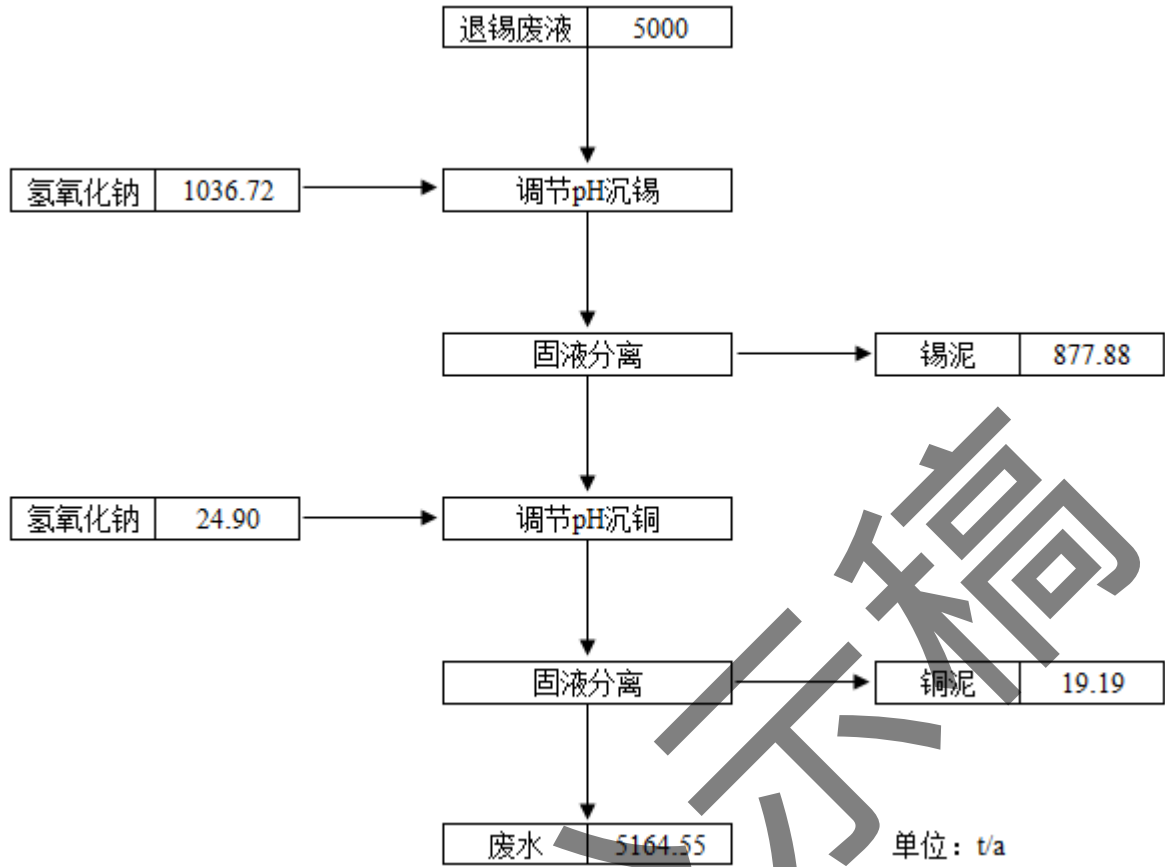 退锡废液 5000
氢氧化钠 1036.72 调节pH沉锡
固液分离 锡泥 877.88
氢氧化钠 24.90 调节pH沉铜
固液分离 铜泥 19.19
废水 5164.55 单位：t/a
示稿